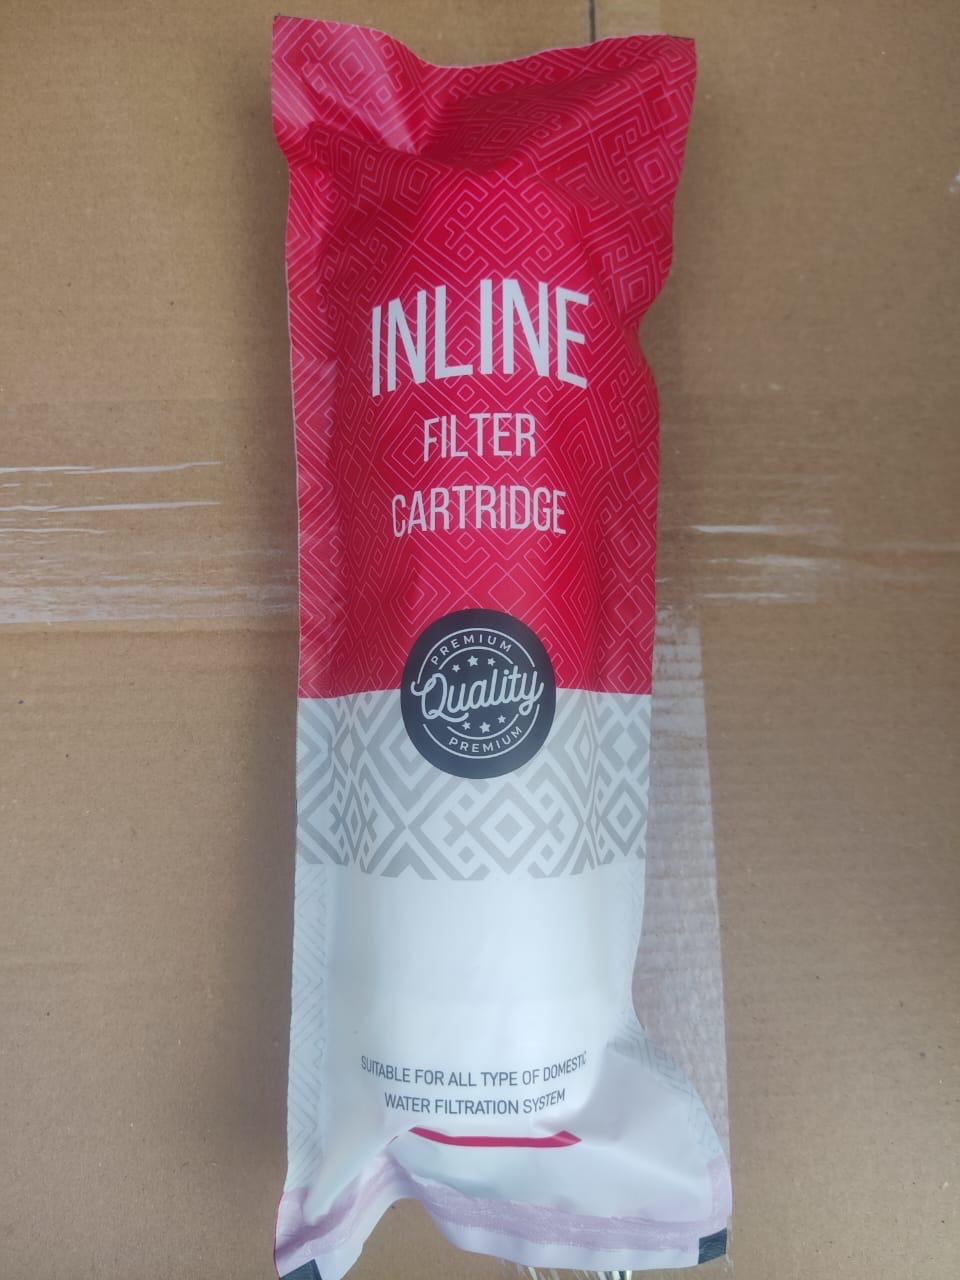 INLINE
FILTER
CARTRIDGE
PREMIUM
Quality
PREMIUM
SUITABLE FOR ALL TYPE OF DOMESTIC
WATER FILTRATION SYSTEM